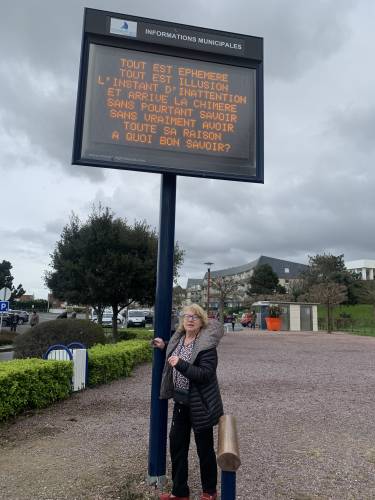 INFORMATIONS MUNICIPALES
TOUT EST EPHEMERE
TOUT EST ILLUSION
L'INSTANT D'INATTENTION
ET ARRIVE LA CHIMERE
SANS POURTANT SAVOIR
SANS VRAIMENT AVOIR
TOUTE SA RAISON
A QUOI BON SAVOIR?
P